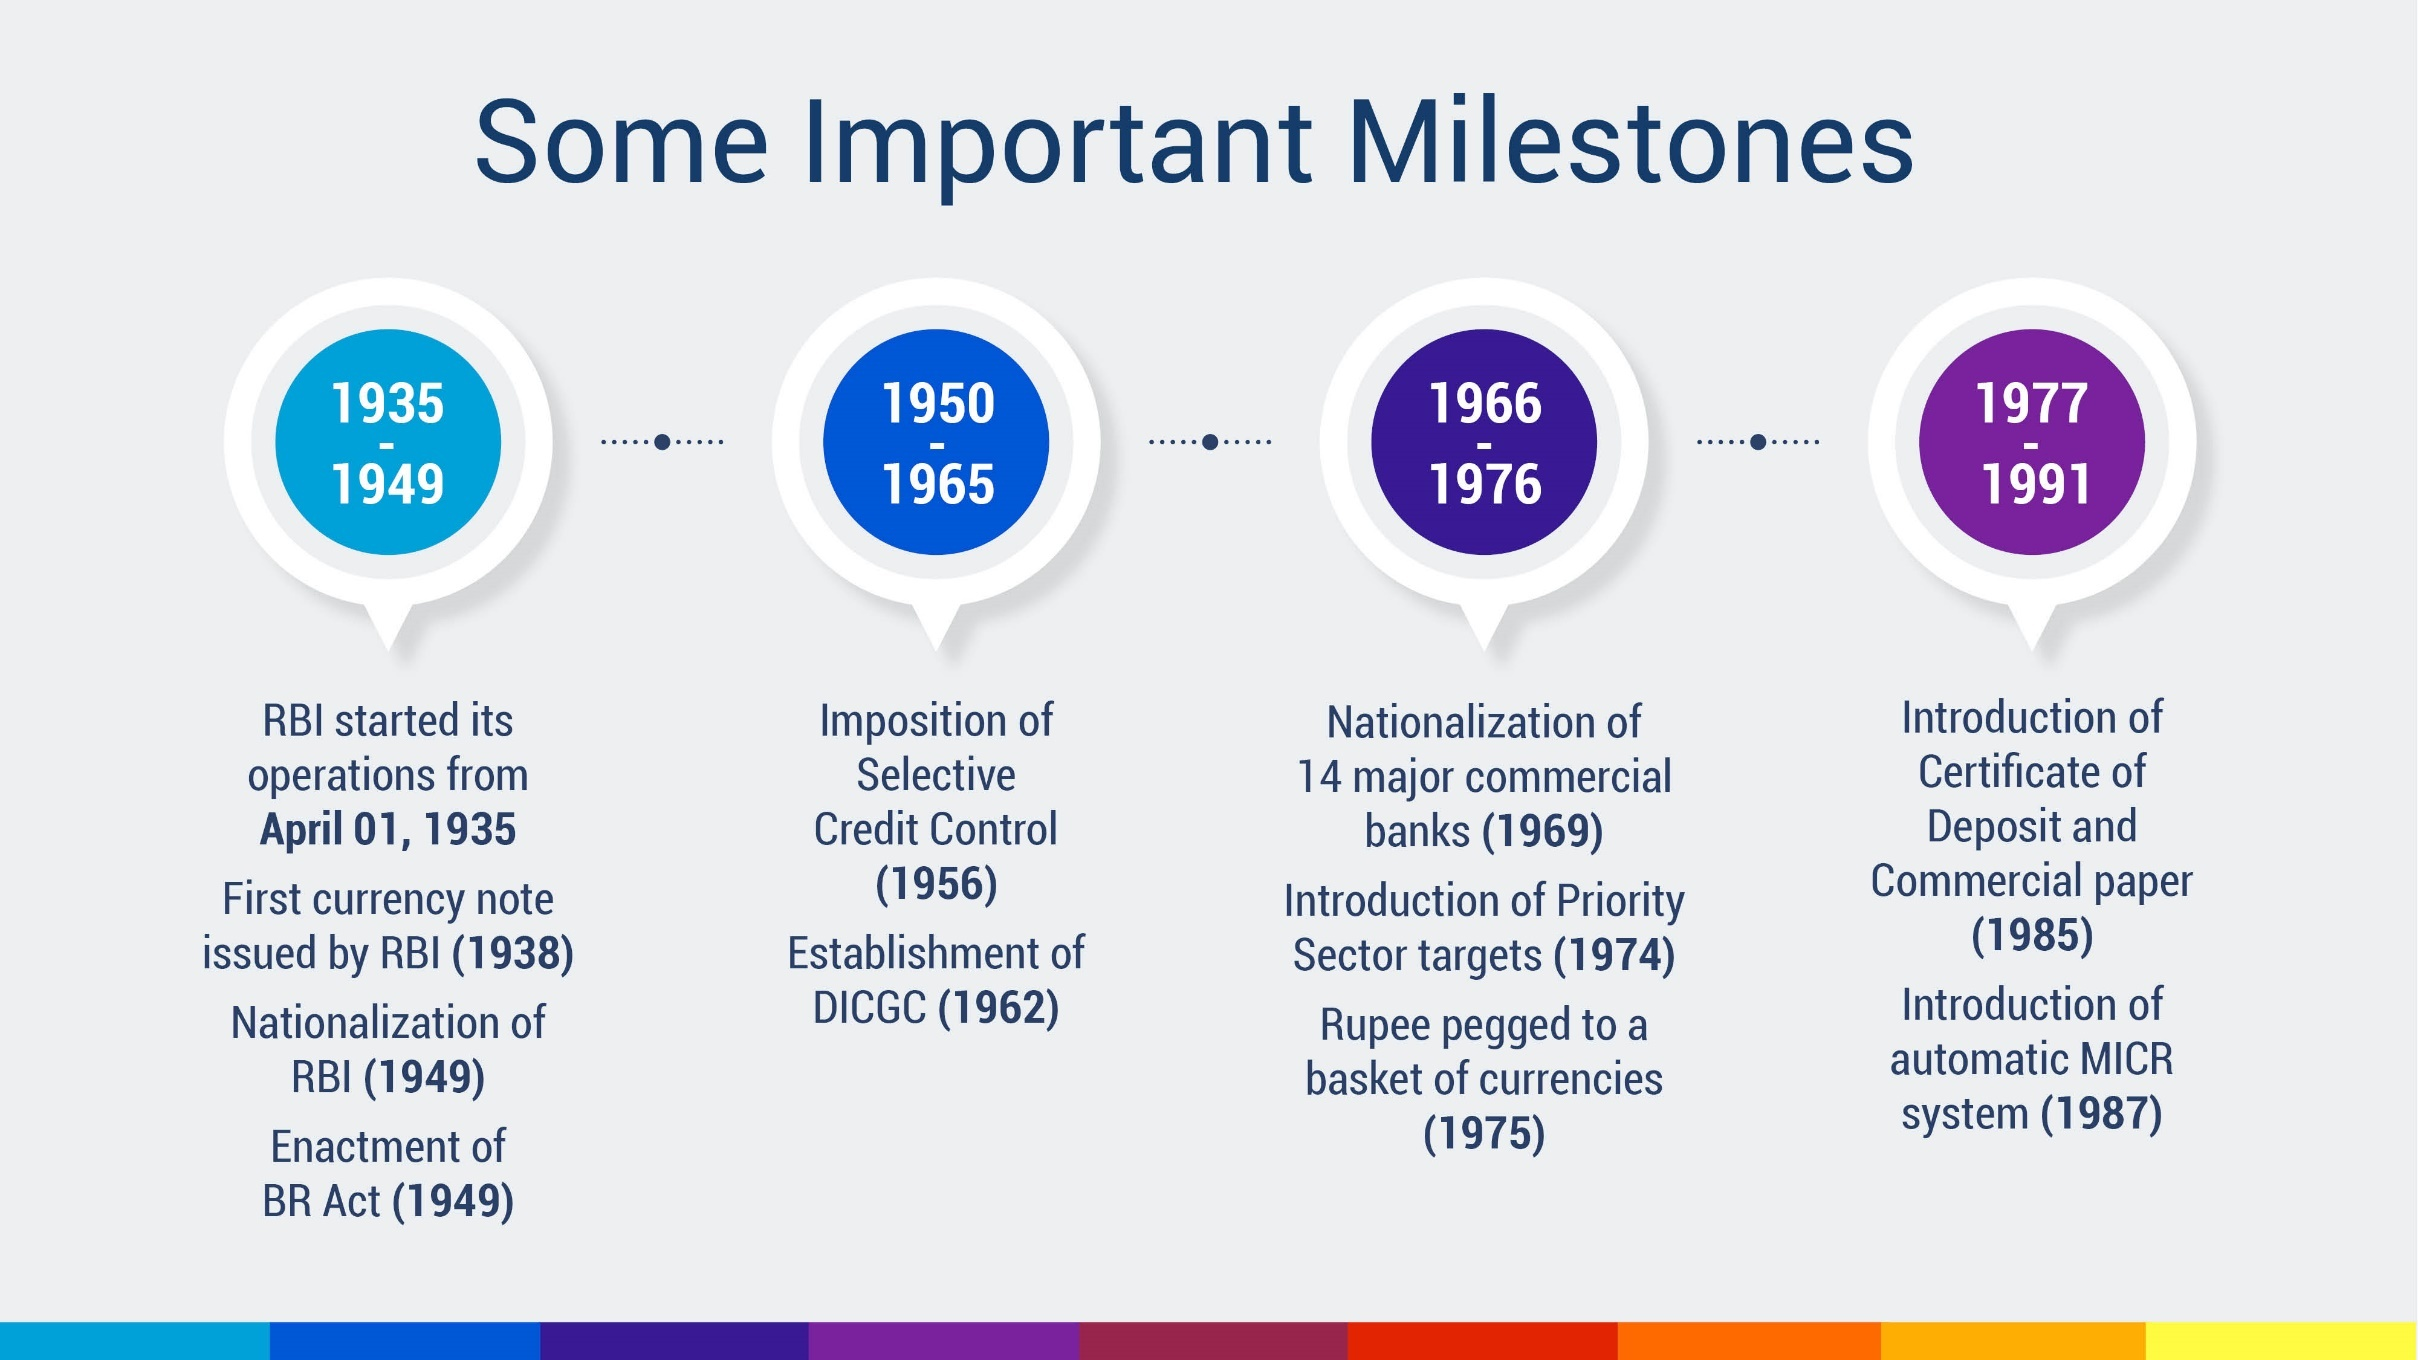 Some Important Milestones
1935
-
1949
RBI started its
operations from
April 01, 1935
First currency note
issued by RBI (1938)
Nationalization of
RBI (1949)
Enactment of
BR Act (1949)
1950
-
1965
Imposition of
Selective
Credit Control
(1956)
Establishment of
DICGC (1962)
1966
-
1976
Nationalization of
14 major commercial
banks (1969)
Introduction of Priority
Sector targets (1974)
Rupee pegged to a
basket of currencies
(1975)
1977
-
1991
Introduction of
Certificate of
Deposit and
Commercial paper
(1985)
Introduction of
automatic MICR
system (1987)